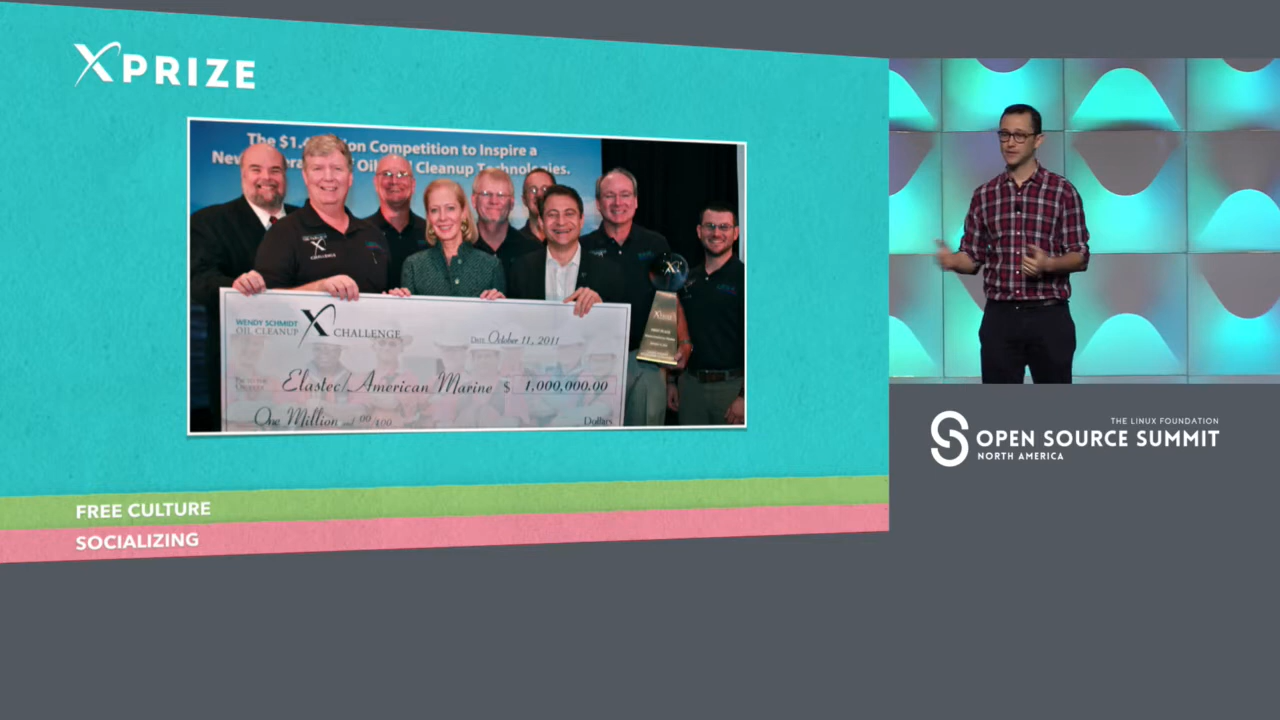 XPRIZE
The $1.4 on Competition to Inspire a
New Cleanup Technologies.
WENDY SCHMIDT
OIL CLEANUP
X CHALLENGE
Date October 11, 2011
Elastec/American Marine $ 1,000,000.00
One Million and 00/100 Dollars
FREE CULTURE
SOCIALIZING
THE LINUX FOUNDATION
OPEN SOURCE SUMMIT
NORTH AMERICA